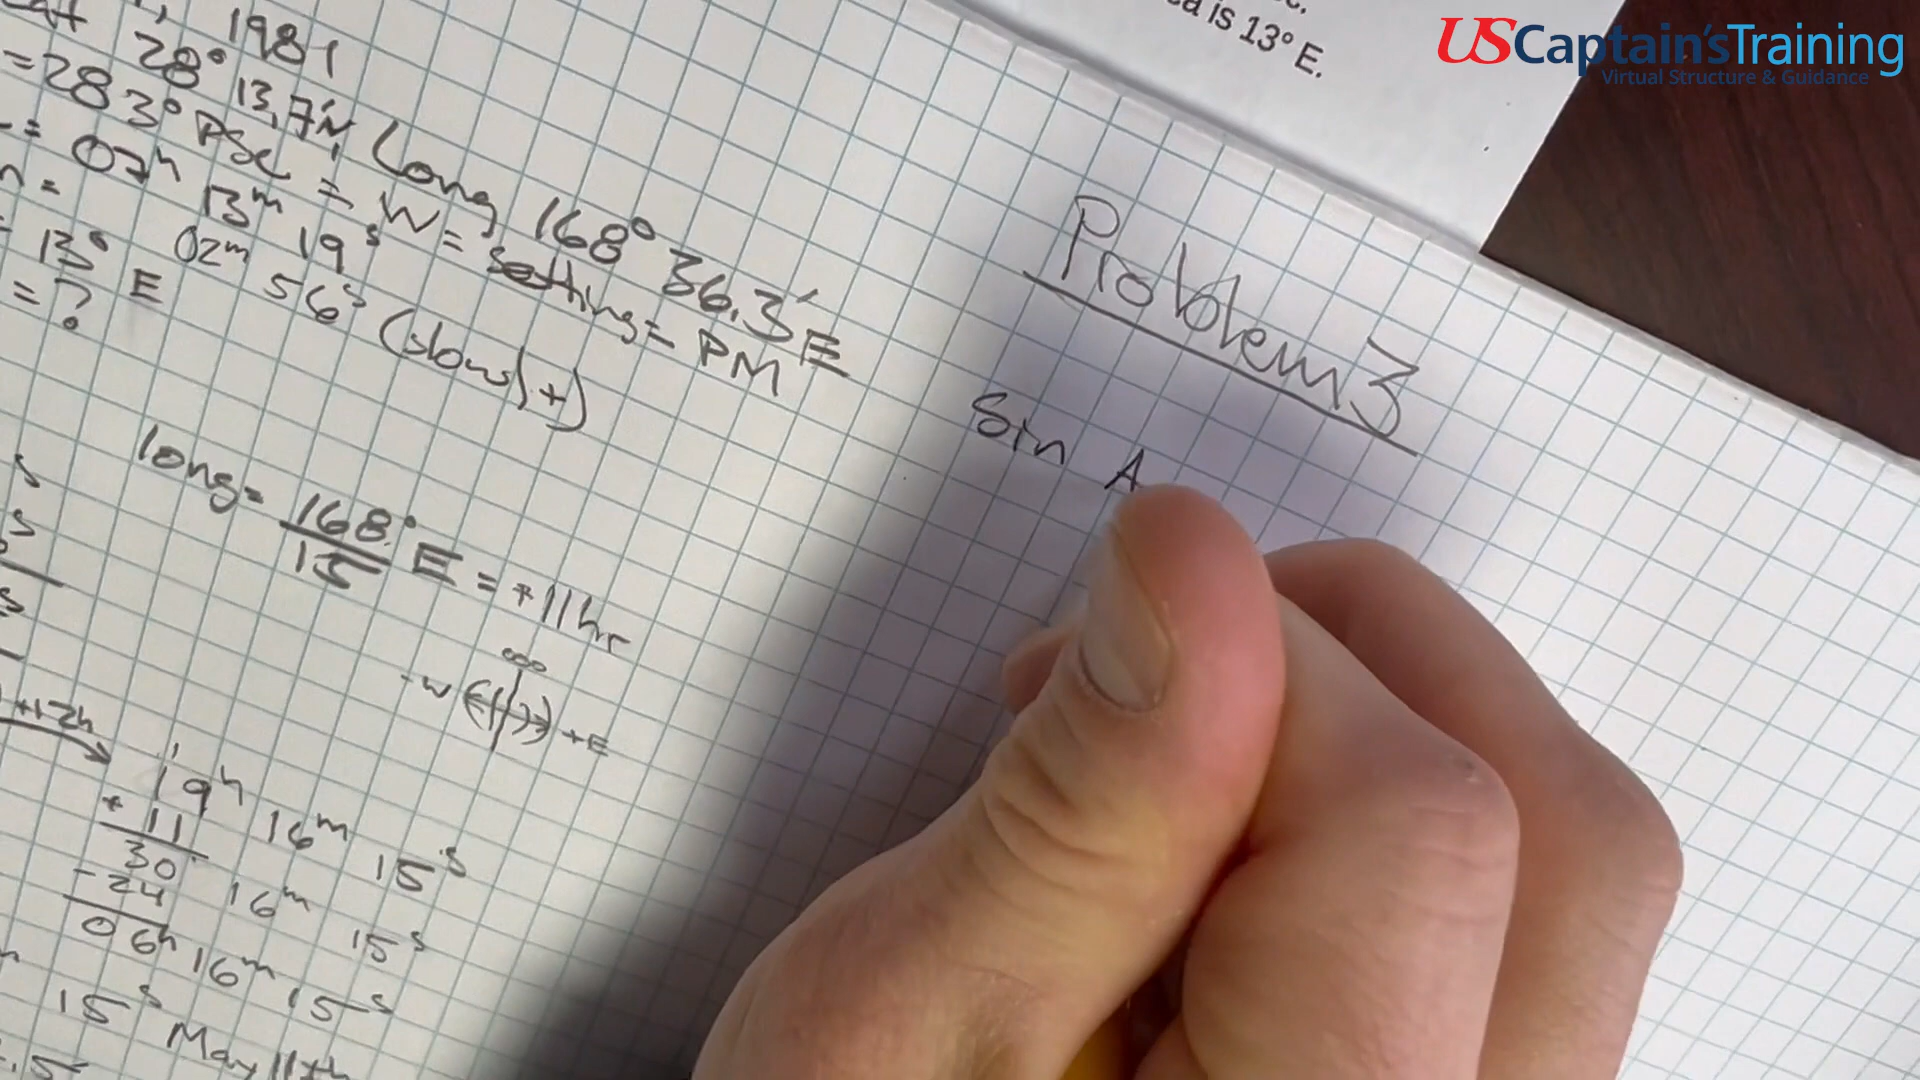 1981
28° 13.7'N, Long 168° 36.3'E
=283° PSC = W = setting = PM
= 07h 13m 19s
= 02m 56s (slow, +)
= 13° E
= ?
long = 168° E = +11hr
15
-W +E
+12h
19h 16m 15s
+ 11
30 16m 15s
- 24
06h 16m 15s
15s May 11th
.5
is 13° E.
USCaptain'sTraining
Virtual Structure & Guidance
Problem 3
Sin A